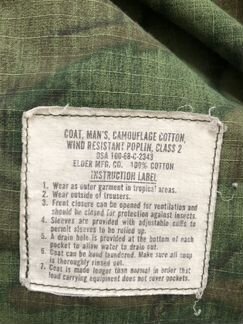 COAT, MAN'S, CAMOUFLAGE COTTON,
WIND RESISTANT POPLIN, CLASS 2
DSA 100-68-C-2343
ELDER MFG. CO. 100% COTTON
INSTRUCTION LABEL
1. Wear as outer garment in tropical areas.
2. Wear outside of trousers.
3. Front closure can be opened for ventilation and
should be closed for protection against insects.
4. Sleeves are provided with adjustable cuffs to
permit sleeves to be rolled up.
5. A drain hole is provided at the bottom of each
pocket to allow water to drain out.
6. Coat can be hand laundered. Make sure all soap
is thoroughly rinsed out.
7. Coat is made longer than normal in order that
load carrying equipment does not cover pockets.